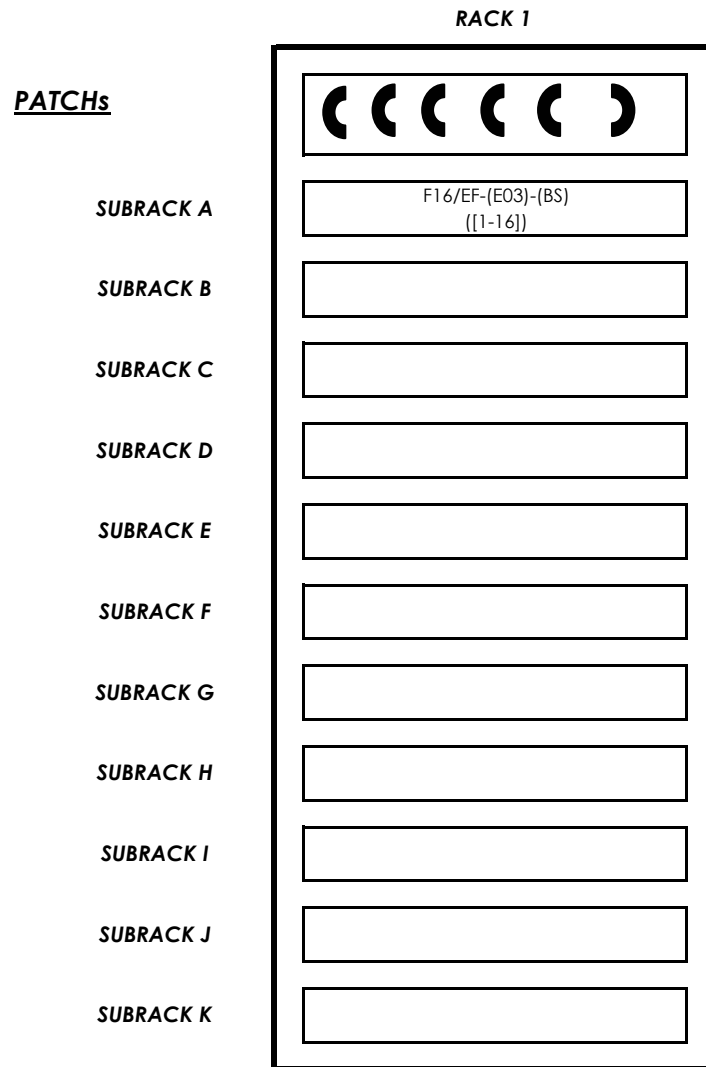 RACK 1
PATCHs
SUBRACK A
F16/EF-(E03)-(BS)
([1-16])
SUBRACK B
SUBRACK C
SUBRACK D
SUBRACK E
SUBRACK F
SUBRACK G
SUBRACK H
SUBRACK I
SUBRACK J
SUBRACK K